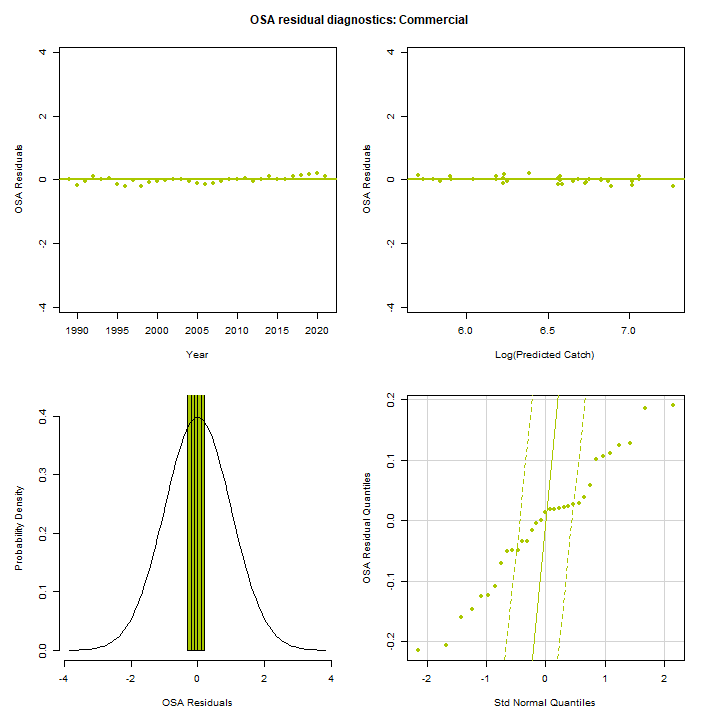 OSA residual diagnostics: Commercial
OSA Residuals
4
2
0
-2
-4
1990 1995 2000 2005 2010 2015 2020
Year
OSA Residuals
4
2
0
-2
-4
6.0 6.5 7.0
Log(Predicted Catch)
Probability Density
0.4
0.3
0.2
0.1
0.0
-4 -2 0 2 4
OSA Residuals
OSA Residual Quantiles
0.2
0.1
0.0
-0.1
-0.2
-2 -1 0 1 2
Std Normal Quantiles